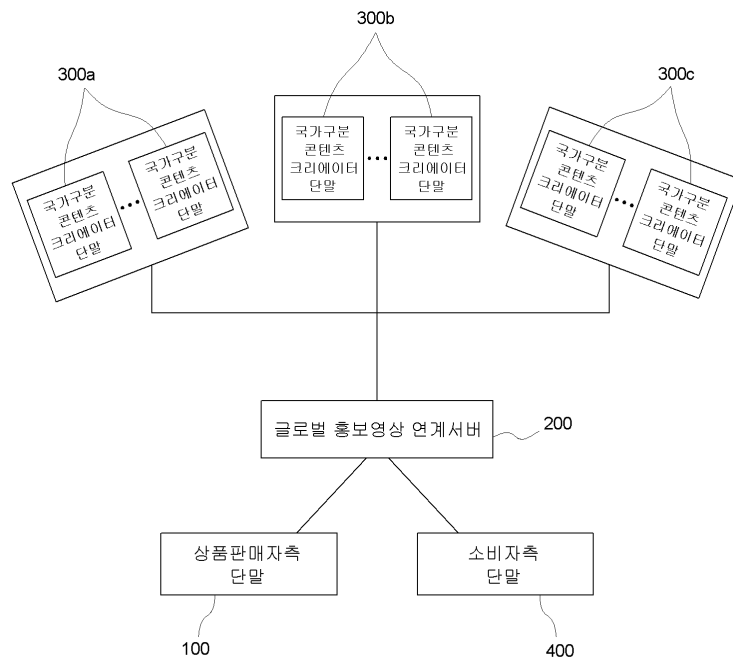 300b
300a
300c
국가구분
콘텐츠
크리에이터
단말
•••
국가구분
콘텐츠
크리에이터
단말
국가구분
콘텐츠
크리에이터
단말
•••
국가구분
콘텐츠
크리에이터
단말
국가구분
콘텐츠
크리에이터
단말
•••
국가구분
콘텐츠
크리에이터
단말
글로벌 홍보영상 연계서버
200
상품판매자측
단말
소비자측
단말
100
400